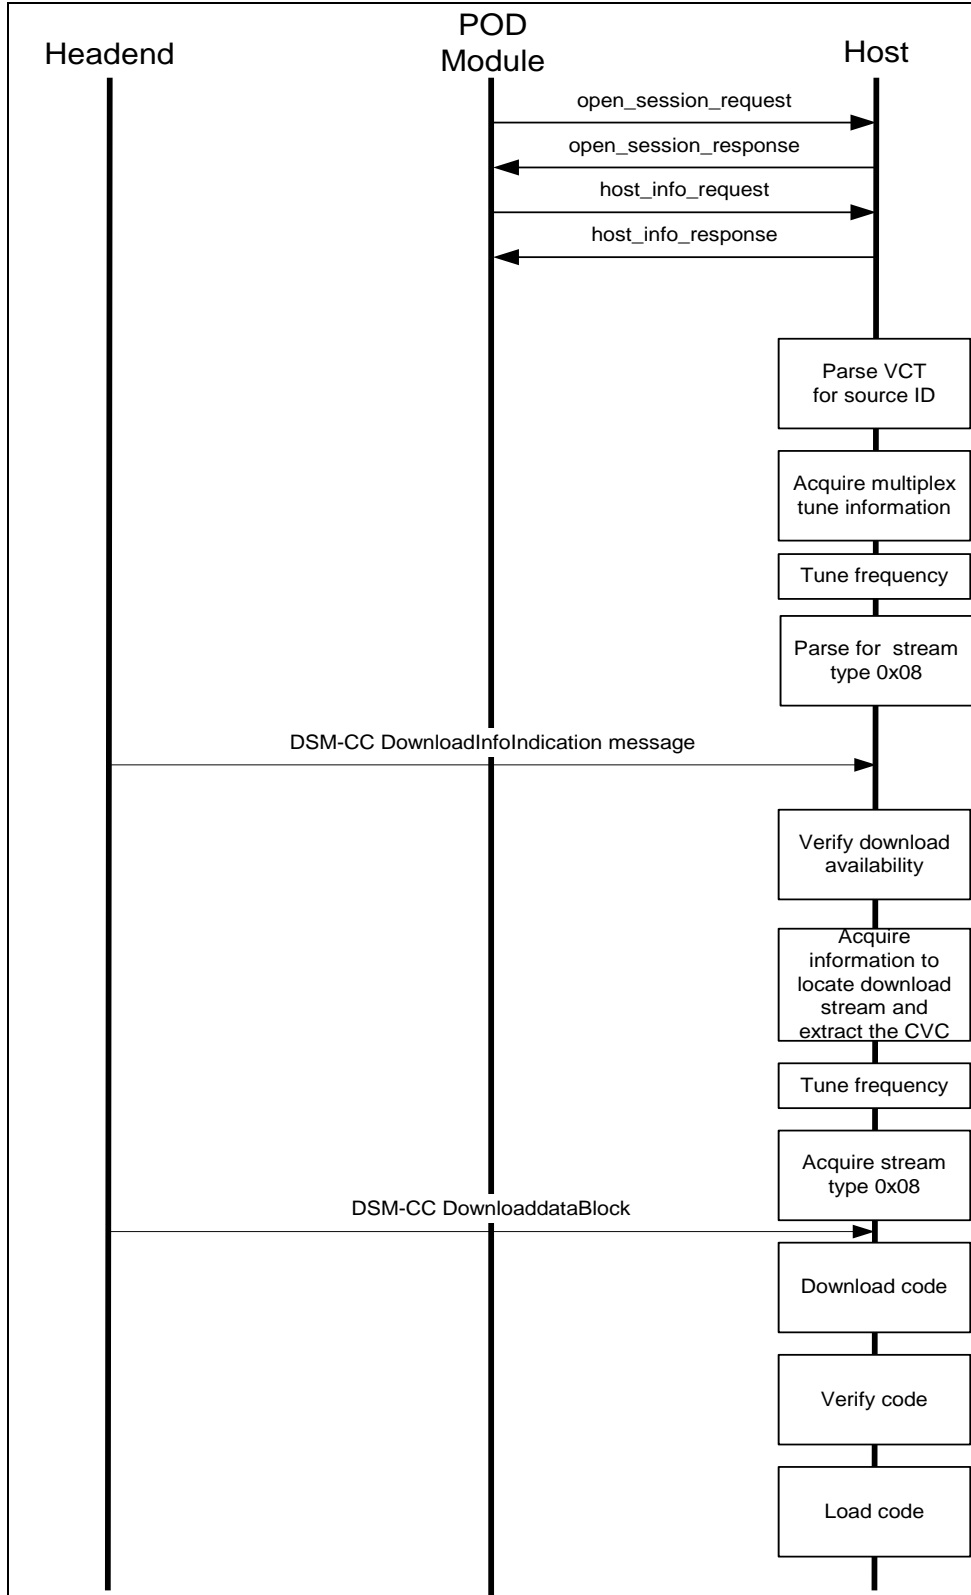 Headend
POD
Module
Host
open_session_request
open_session_response
host_info_request
host_info_response
Parse VCT
for source ID
Acquire multiplex
tune information
Tune frequency
Parse for  stream
type 0x08
DSM-CC DownloadInfoIndication message
Verify download
availability
Acquire
information to
locate download
stream and
extract the CVC
Tune frequency
Acquire stream
type 0x08
DSM-CC DownloaddataBlock
Download code
Verify code
Load code